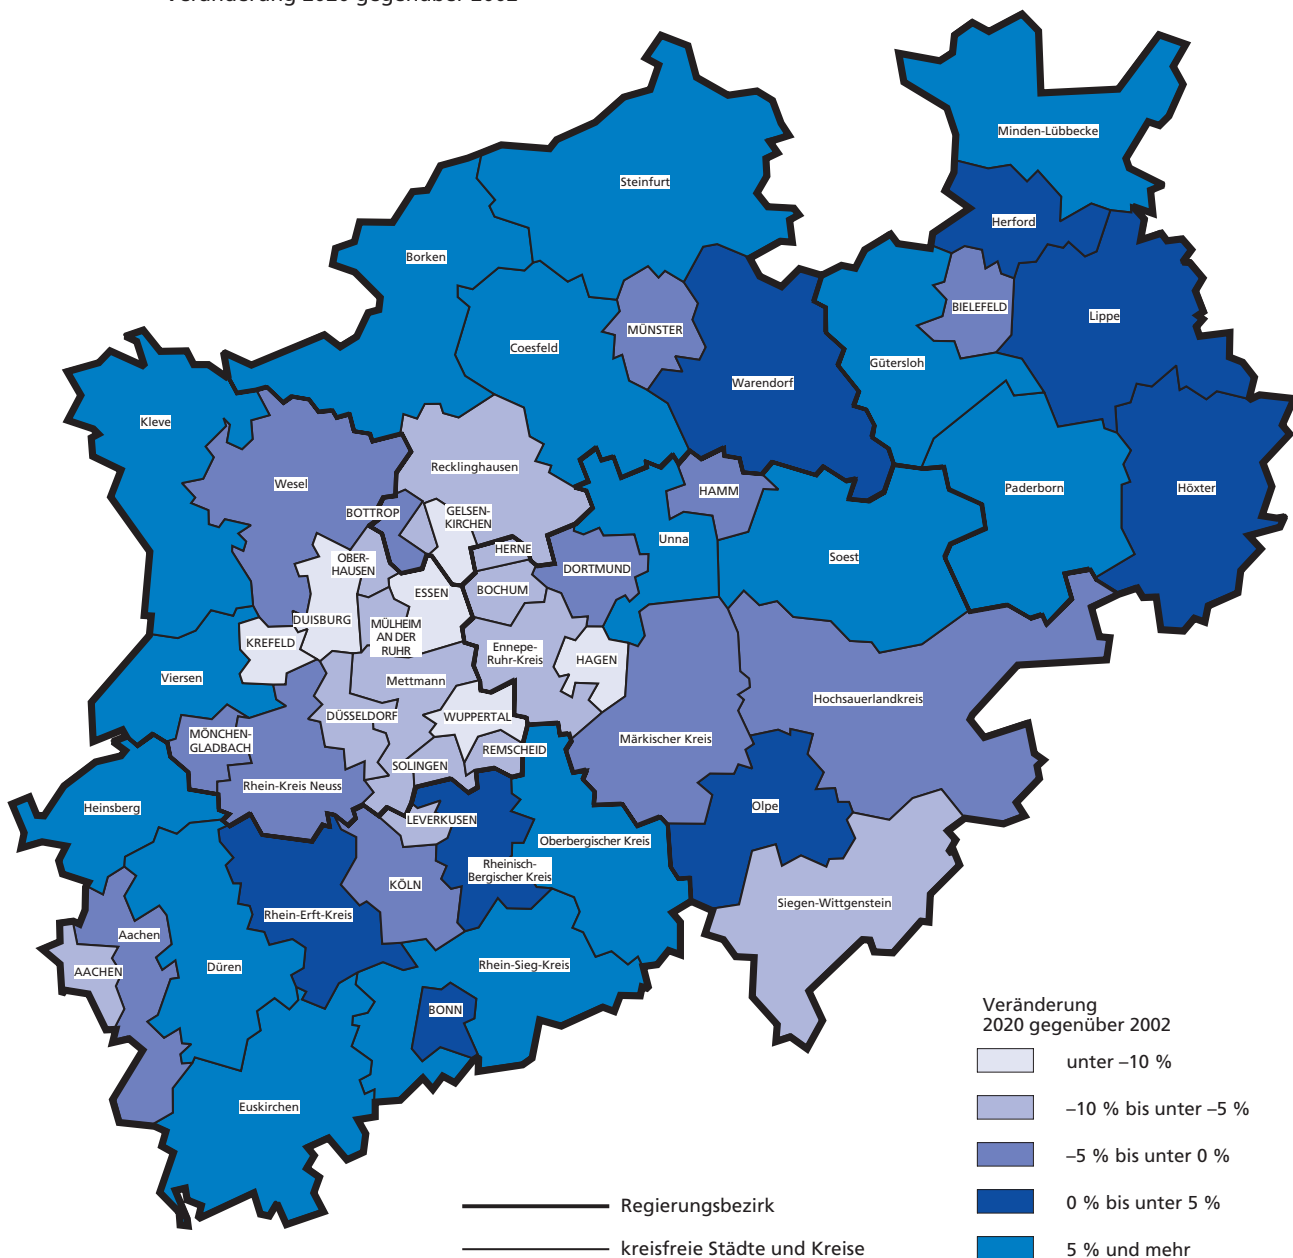 Veränderung 2020 gegenüber 2002
Minden-Lübbecke
Steinfurt
Herford
Borken
BIELEFELD
Lippe
MÜNSTER
Coesfeld
Gütersloh
Warendorf
Kleve
Recklinghausen
Wesel
HAMM
Paderborn
Höxter
BOTTROP
GELSEN-
KIRCHEN
Unna
HERNE
Soest
OBER-
HAUSEN
DORTMUND
ESSEN
BOCHUM
DUISBURG
MÜLHEIM
AN DER
RUHR
KREFELD
Ennepe-
Ruhr-Kreis
HAGEN
Viersen
Mettmann
Hochsauerlandkreis
DÜSSELDORF
WUPPERTAL
MÖNCHEN-
GLADBACH
Märkischer Kreis
REMSCHEID
SOLINGEN
Rhein-Kreis Neuss
Heinsberg
Olpe
LEVERKUSEN
Oberbergischer Kreis
Rheinisch-
Bergischer Kreis
KÖLN
Siegen-Wittgenstein
Rhein-Erft-Kreis
Aachen
Rhein-Sieg-Kreis
Düren
AACHEN
BONN
Euskirchen
Veränderung
2020 gegenüber 2002
unter –10 %
–10 % bis unter –5 %
–5 % bis unter 0 %
0 % bis unter 5 %
5 % und mehr
Regierungsbezirk
kreisfreie Städte und Kreise